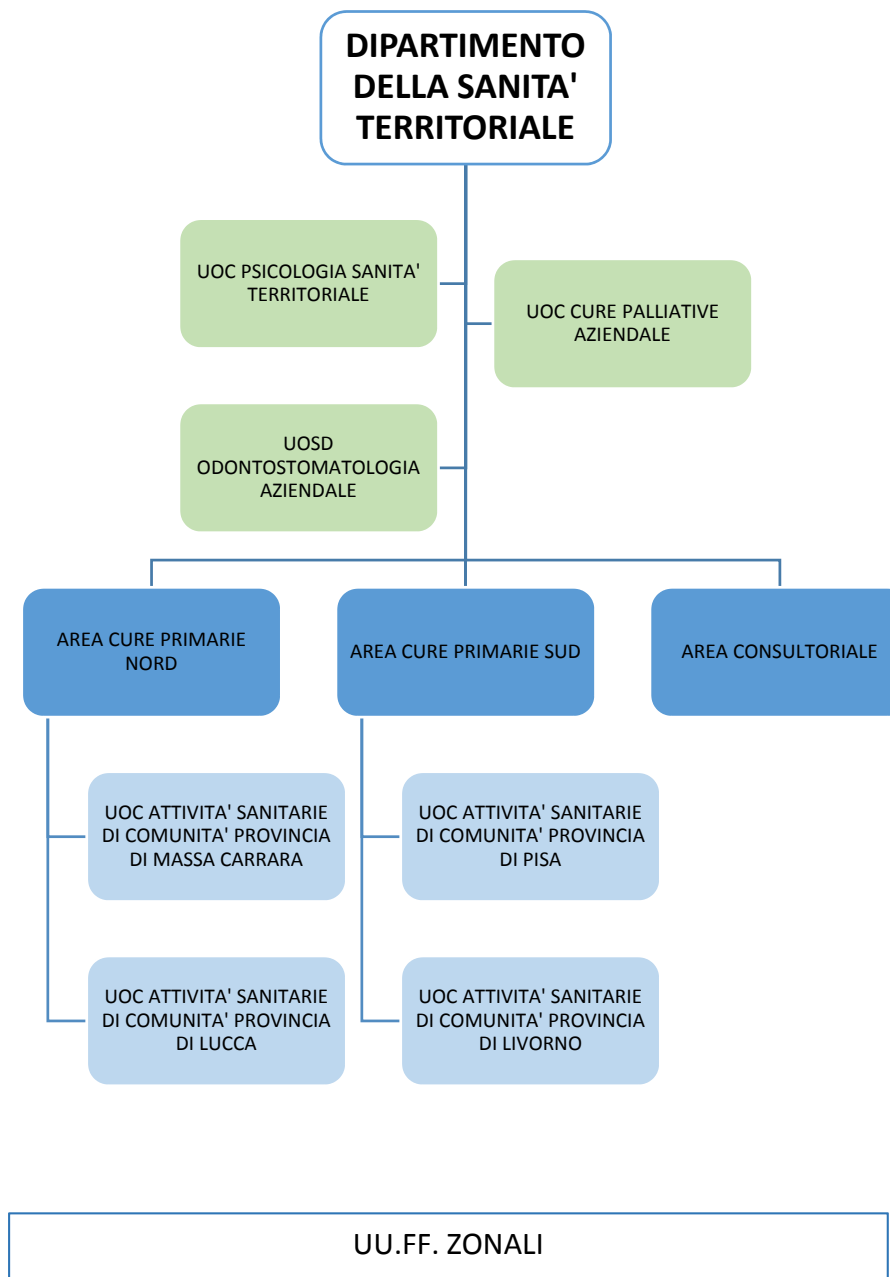 DIPARTIMENTO
DELLA SANITA'
TERRITORIALE
UOC PSICOLOGIA SANITA'
TERRITORIALE
UOC CURE PALLIATIVE
AZIENDALE
UOSD
ODONTOSTOMATOLOGIA
AZIENDALE
AREA CURE PRIMARIE
NORD
AREA CURE PRIMARIE SUD
AREA CONSULTORIALE
UOC ATTIVITA' SANITARIE
DI COMUNITA' PROVINCIA
DI MASSA CARRARA
UOC ATTIVITA' SANITARIE
DI COMUNITA' PROVINCIA
DI PISA
UOC ATTIVITA' SANITARIE
DI COMUNITA' PROVINCIA
DI LUCCA
UOC ATTIVITA' SANITARIE
DI COMUNITA' PROVINCIA
DI LIVORNO
UU.FF. ZONALI